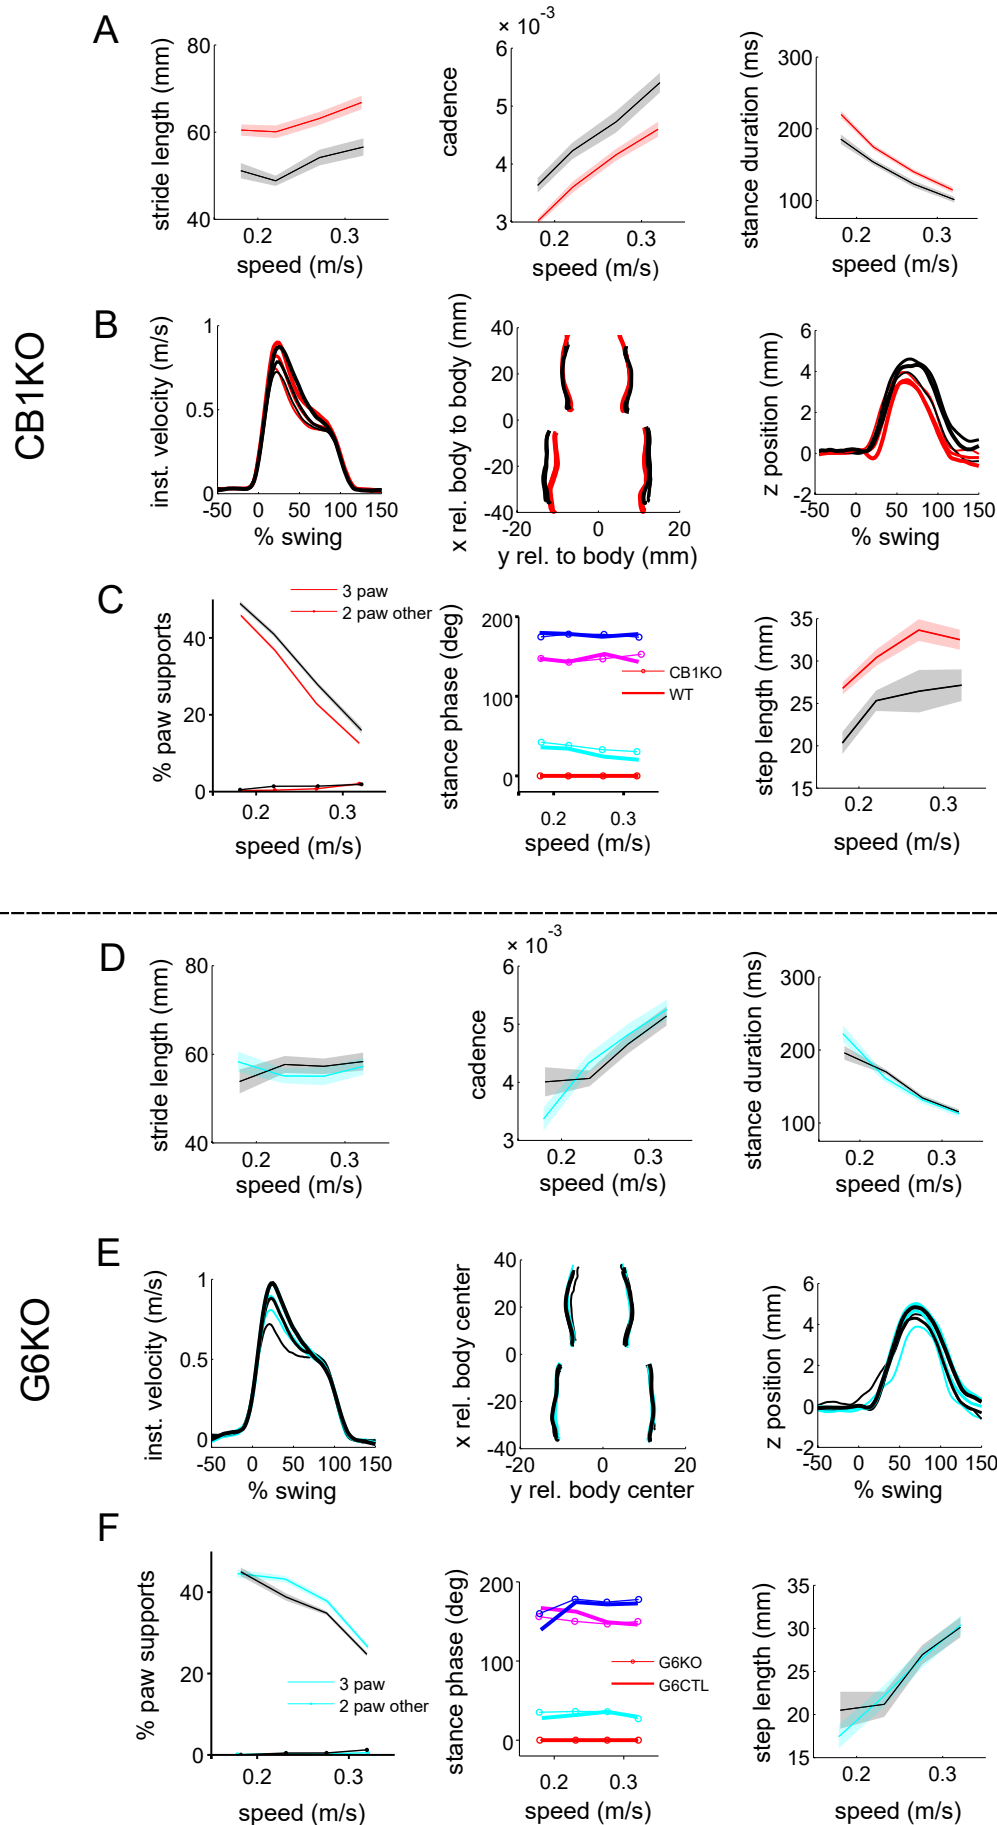 CB1KO
A
stride length (mm)
80
60
40
0.2
0.3
speed (m/s)
× 10⁻³
cadence
6
5
4
3
0.2
0.3
speed (m/s)
stance duration (ms)
300
200
100
0.2
0.3
speed (m/s)
B
inst. velocity (m/s)
1
0.5
0
-50
0
50
100
150
% swing
x rel. body to body (mm)
40
20
0
-20
-40
-20
0
20
y rel. to body (mm)
z position (mm)
6
4
2
0
-2
-50
0
50
100
150
% swing
C
% paw supports
40
20
0
3 paw
2 paw other
0.2
0.3
speed (m/s)
stance phase (deg)
200
100
0
CB1KO
WT
0.2
0.3
speed (m/s)
step length (mm)
35
30
25
20
15
0.2
0.3
speed (m/s)
G6KO
D
stride length (mm)
80
60
40
0.2
0.3
speed (m/s)
× 10⁻³
cadence
6
5
4
3
0.2
0.3
speed (m/s)
stance duration (ms)
300
200
100
0.2
0.3
speed (m/s)
E
inst. velocity (m/s)
1
0.5
0
-50
0
50
100
150
% swing
x rel. body center
40
20
0
-20
-40
-20
0
20
y rel. body center
z position (mm)
6
4
2
0
-2
-50
0
50
100
150
% swing
F
% paw supports
40
20
0
3 paw
2 paw other
0.2
0.3
speed (m/s)
stance phase (deg)
200
100
0
G6KO
G6CTL
0.2
0.3
speed (m/s)
step length (mm)
35
30
25
20
15
0.2
0.3
speed (m/s)